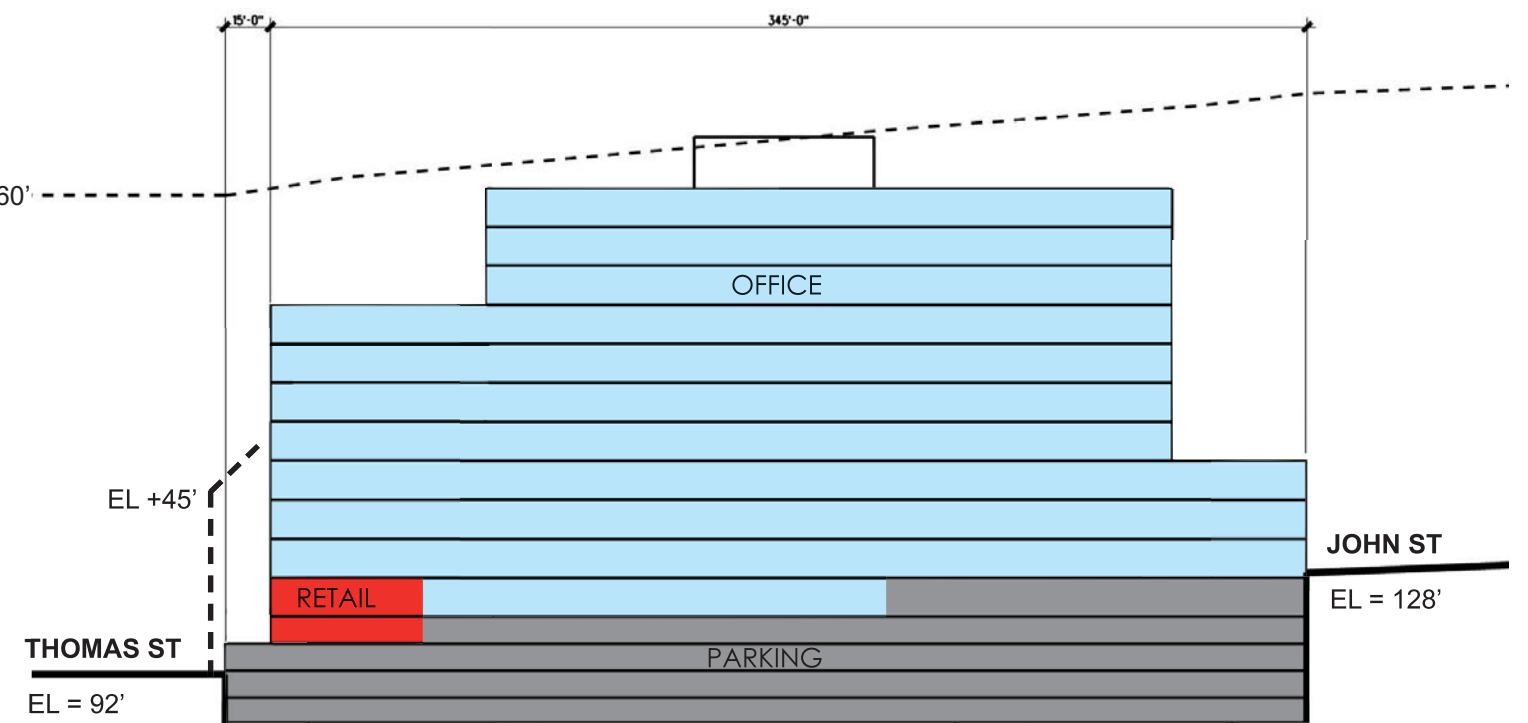 15'-0" 345'-0"
60'
OFFICE
EL +45'
JOHN ST
RETAIL
EL = 128'
THOMAS ST
PARKING
EL = 92'